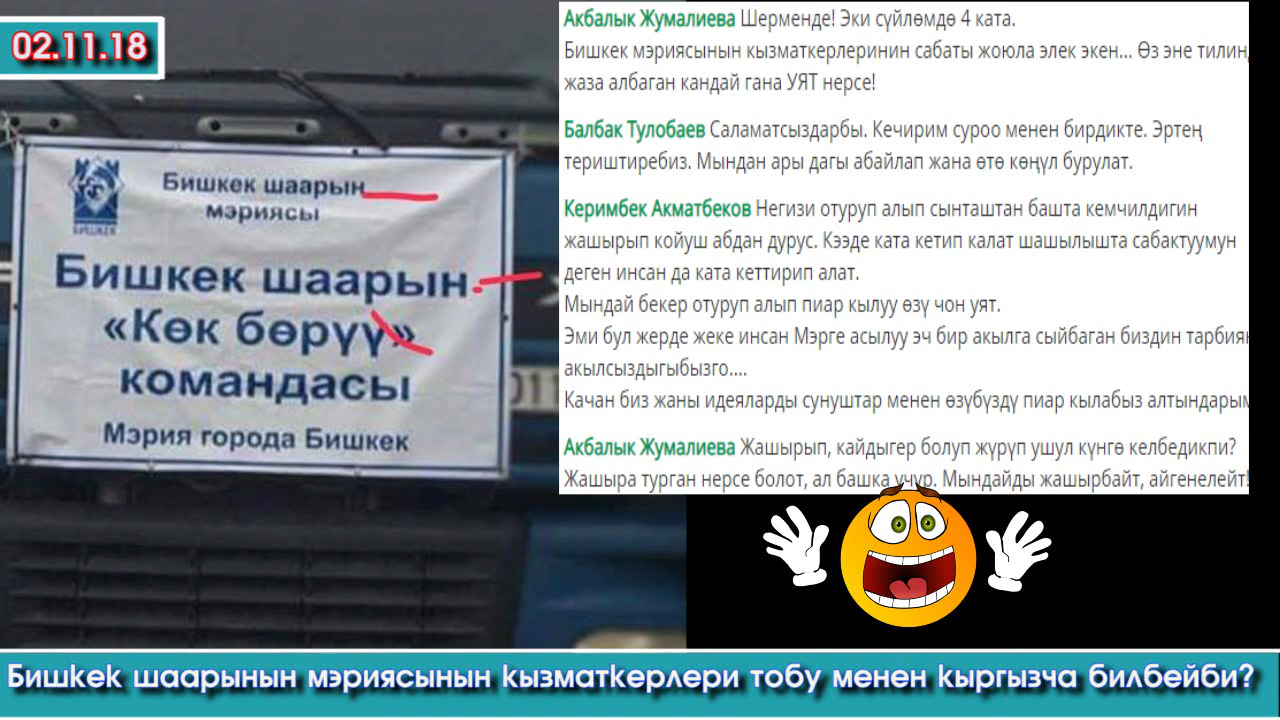 02.11.18
БИШКЕК
Бишкек шаарын
мэриясы
Бишкек шаарын
«Көк бөрүү»
командасы
Мэрия города Бишкек
Акбалык Жумалиева Шерменде! Эки сүйлөмдө 4 ката.
Бишкек мэриясынын кызматкерлеринин сабаты жоюла элек экен... Өз эне тилинд
жаза албаган кандай гана УЯТ нерсе!
Балбак Тулобаев Саламатсыздарбы. Кечирим суроо менен бирдикте. Эртең
териштиребиз. Мындан ары дагы абайлап жана өтө көңүл бурулат.
Керимбек Акматбеков Негизи отуруп алып сынташтан башта кемчилдигин
жашырып койуш абдан дурус. Кээде ката кетип калат шашылышта сабактуумун
деген инсан да ката кеттирип алат.
Мындай бекер отуруп алып пиар кылуу өзү чон уят.
Эми бул жерде жеке инсан Мэрге асылуу эч бир акылга сыйбаган биздин тарбиян
акылсыздыгыбызго....
Качан биз жаны идеяларды сунуштар менен өзүбүздү пиар кылабыз алтындарым
Акбалык Жумалиева Жашырып, кайдыгер болуп жүрүп ушул күнгө келбедикпи?
Жашыра турган нерсе болот, ал башка учур. Мындайды жашырбайт, айгенелейт!
Бишкек шаарынын мэриясынын кызматкерлери тобу менен кыргызча билбейби?